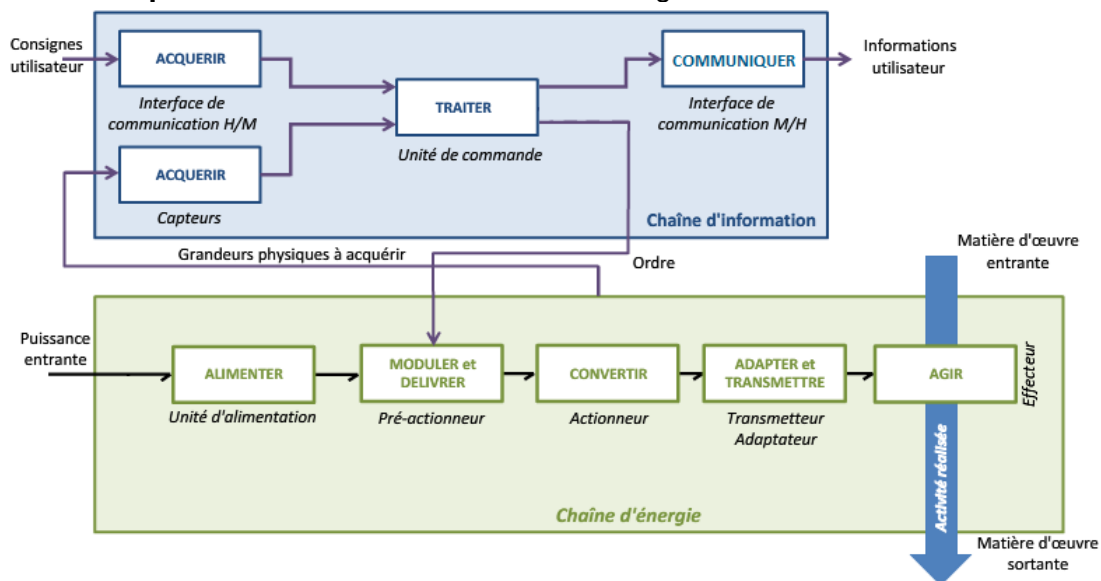 Consignes
utilisateur
ACQUERIR
Interface de
communication H/M
ACQUERIR
Capteurs
TRAITER
Unité de commande
COMMUNIQUER
Interface de
communication M/H
Informations
utilisateur
Chaîne d'information
Grandeurs physiques à acquérir
Ordre
Matière d'œuvre
entrante
Puissance
entrante
ALIMENTER
Unité d'alimentation
MODULER et
DELIVRER
Pré-actionneur
CONVERTIR
Actionneur
ADAPTER et
TRANSMETTRE
Transmetteur
Adaptateur
AGIR
Effecteur
Activité réalisée
Chaîne d'énergie
Matière d'œuvre
sortante